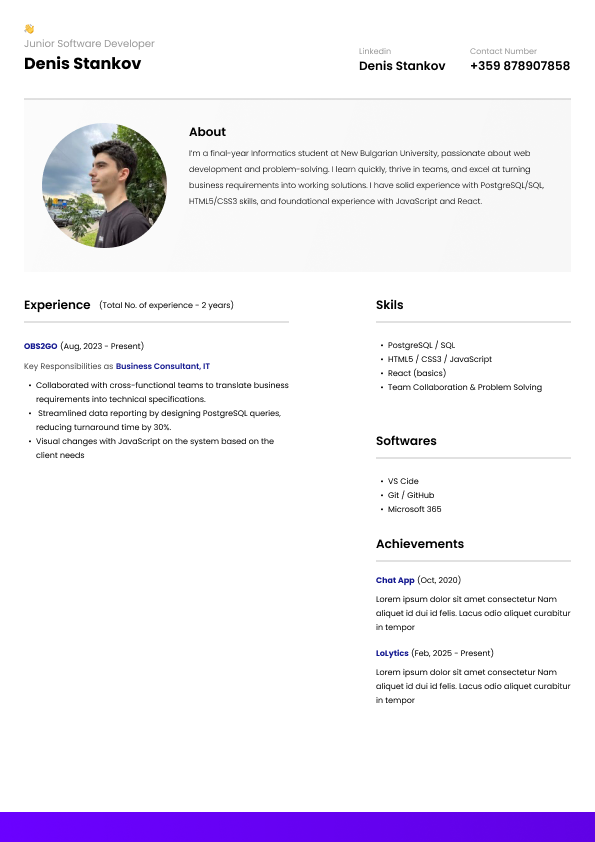 Junior Software Developer
Denis Stankov
Linkedin
Denis Stankov
Contact Number
+359 878907858
About
I'm a final-year Informatics student at New Bulgarian University, passionate about web
development and problem-solving. I learn quickly, thrive in teams, and excel at turning
business requirements into working solutions. I have solid experience with PostgreSQL/SQL,
HTML5/CSS3 skills, and foundational experience with JavaScript and React.
Experience (Total No. of experience - 2 years)
OBS2GO (Aug, 2023 - Present)
Key Responsibilities as Business Consultant, IT
• Collaborated with cross-functional teams to translate business
requirements into technical specifications.
• Streamlined data reporting by designing PostgreSQL queries,
reducing turnaround time by 30%.
• Visual changes with JavaScript on the system based on the
client needs
Skils
• PostgreSQL / SQL
• HTML5 / CSS3 / JavaScript
• React (basics)
• Team Collaboration & Problem Solving
Softwares
• VS Cide
• Git / GitHub
• Microsoft 365
Achievements
Chat App (Oct, 2020)
Lorem ipsum dolor sit amet consectetur Nam
aliquet id dui id felis. Lacus odio aliquet curabitur
in tempor
LoLytics (Feb, 2025 - Present)
Lorem ipsum dolor sit amet consectetur Nam
aliquet id dui id felis. Lacus odio aliquet curabitur
in tempor